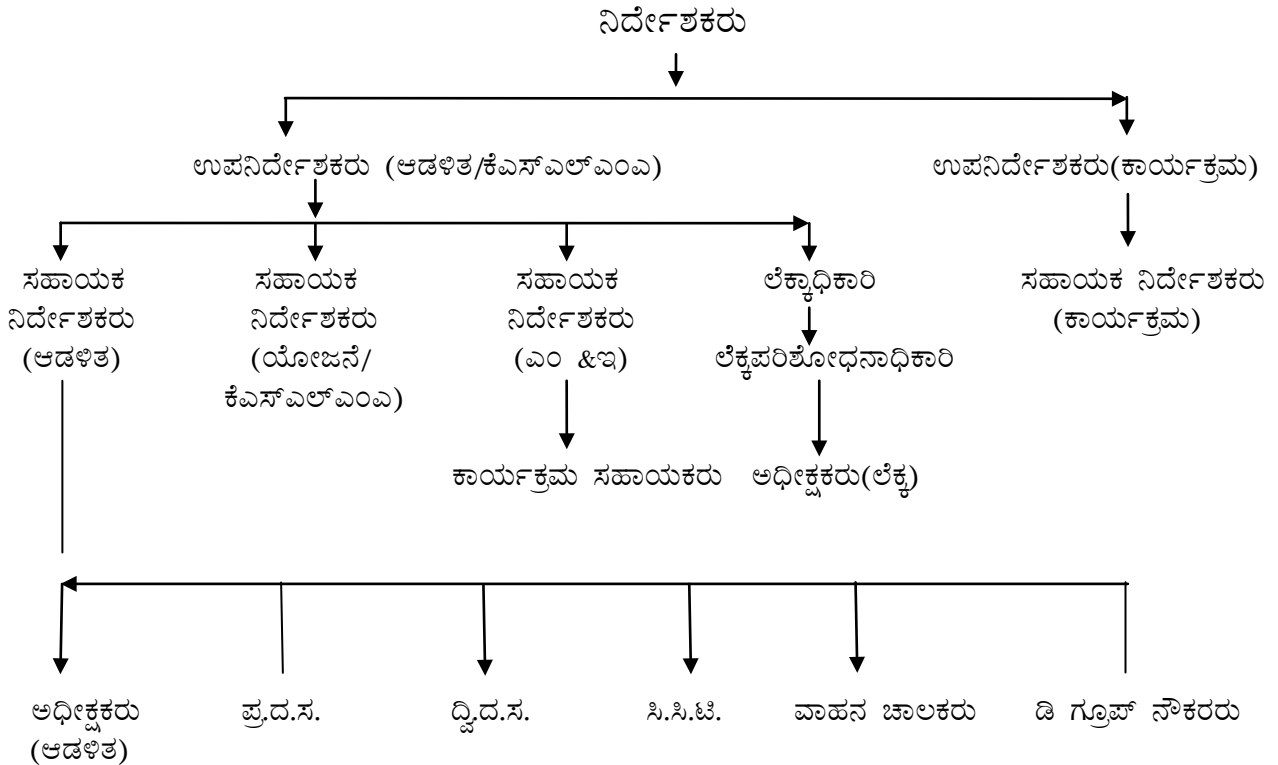 ನಿರ್ದೇಶಕರು
ಉಪನಿರ್ದೇಶಕರು (ಆಡಳಿತ/ಕೆಎಸ್ಎಲ್ಎಂಎ)
ಉಪನಿರ್ದೇಶಕರು(ಕಾರ್ಯಕ್ರಮ)
ಸಹಾಯಕ
ನಿರ್ದೇಶಕರು
(ಆಡಳಿತ)
ಸಹಾಯಕ
ನಿರ್ದೇಶಕರು
(ಯೋಜನೆ/
ಕೆಎಸ್ಎಲ್ಎಂಎ)
ಸಹಾಯಕ
ನಿರ್ದೇಶಕರು
(ಎಂ &ಇ)
ಲೆಕ್ಕಾಧಿಕಾರಿ
ಲೆಕ್ಕಪರಿಶೋಧನಾಧಿಕಾರಿ
ಸಹಾಯಕ ನಿರ್ದೇಶಕರು
(ಕಾರ್ಯಕ್ರಮ)
ಕಾರ್ಯಕ್ರಮ ಸಹಾಯಕರು
ಅಧೀಕ್ಷಕರು(ಲೆಕ್ಕ)
ಅಧೀಕ್ಷಕರು
(ಆಡಳಿತ)
ಪ್ರ.ದ.ಸ.
ದ್ವಿ.ದ.ಸ.
ಸಿ.ಸಿ.ಟಿ.
ವಾಹನ ಚಾಲಕರು
ಡಿ ಗ್ರೂಪ್ ನೌಕರರು